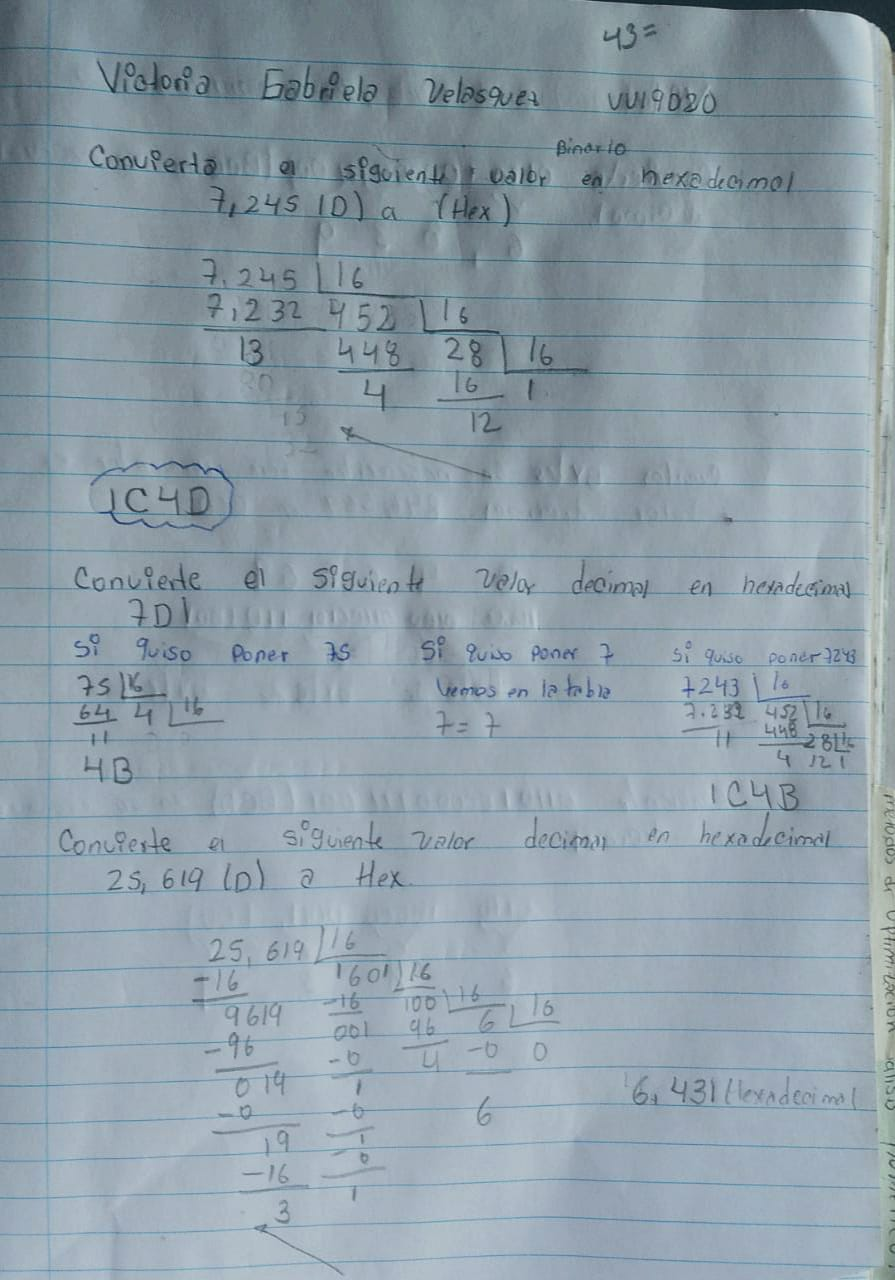 43=
Victoria Gabriela Velasquez VV19020
Binario
Convierta el siguiente valor en hexadecimal
7,245 (D) a (Hex)
7,245 16
7,232 452 16
13 448 28 16
4 16 1
12
1C4D
Convierte el siguiente valor decimal en hexadecimal
7D1
Si quiso poner 75 Si quiso poner 7 Si quiso poner 7243
75 16 Vemos en la tabla 7243 16
64 4 16 7=7 7.232 452 16
11 11 448 28 16
4B 4 12 1
1C4B
Convierte el siguiente valor decimal en hexadecimal
25,619 (D) a Hex.
25,619 16
-16 1601 16
9619 -16 100 16
-96 001 96 6 16
019 -0 4 -0 0
-0 1 6 6,431 Hexadecimal
19 -0
-16 1
3 -0
1